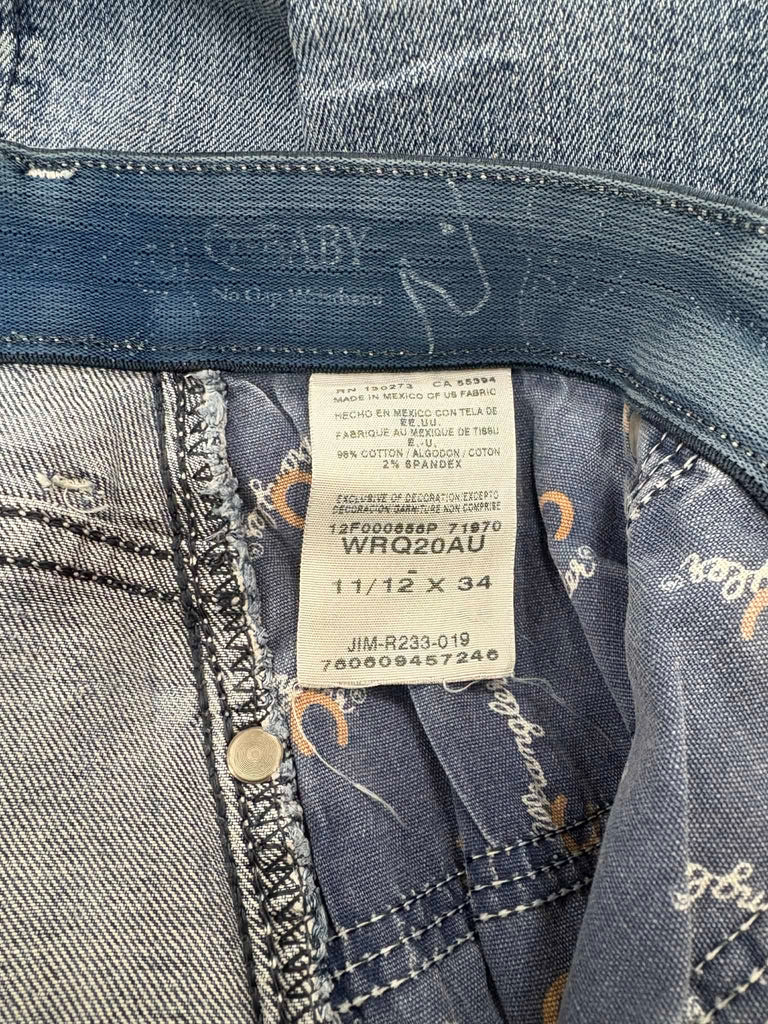 BABY
No Gap Waistband
RN 130273 CA 55394
MADE IN MEXICO OF US FABRIC
HECHO EN MEXICO CON TELA DE
EE.UU.
FABRIQUE AU MEXIQUE DE TISSU
E.-U.
98% COTTON / ALGODON / COTON
2% SPANDEX
EXCLUSIVE OF DECORATION/EXCEPTO
DECORACION/GARNITURE NON COMPRISE
12F000656P 71970
WRQ20AU
-
11/12 X 34
JIM-R233-019
760609457246
Wrangler